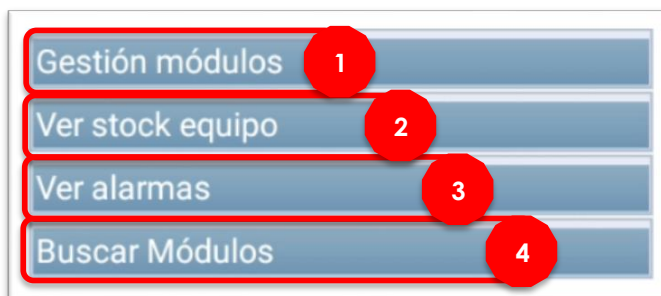 Gestión módulos 1
Ver stock equipo 2
Ver alarmas 3
Buscar Módulos 4